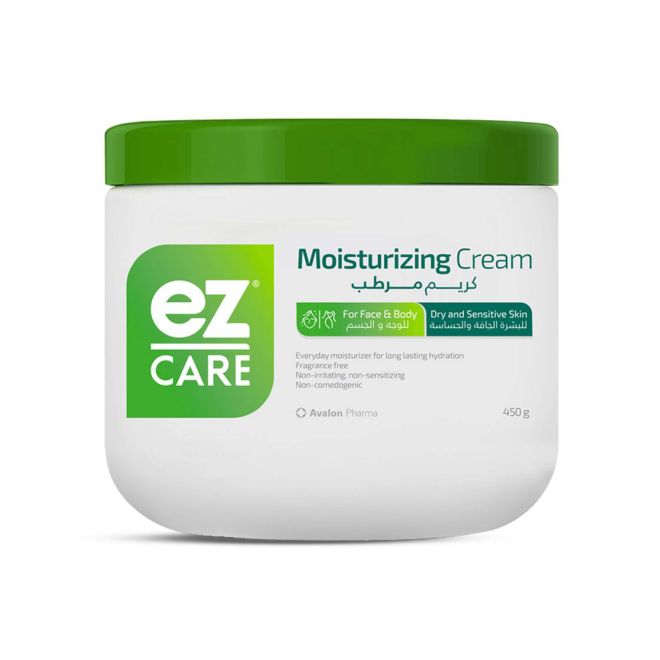 ez®
CARE
Moisturizing Cream
كريم مرطب
For Face & Body
للوجه و الجسم
Dry and Sensitive Skin
للبشرة الجافة والحساسة
Everyday moisturizer for long lasting hydration
Fragrance free
Non-irritating, non-sensitizing
Non-comedogenic
Avalon Pharma
450 g